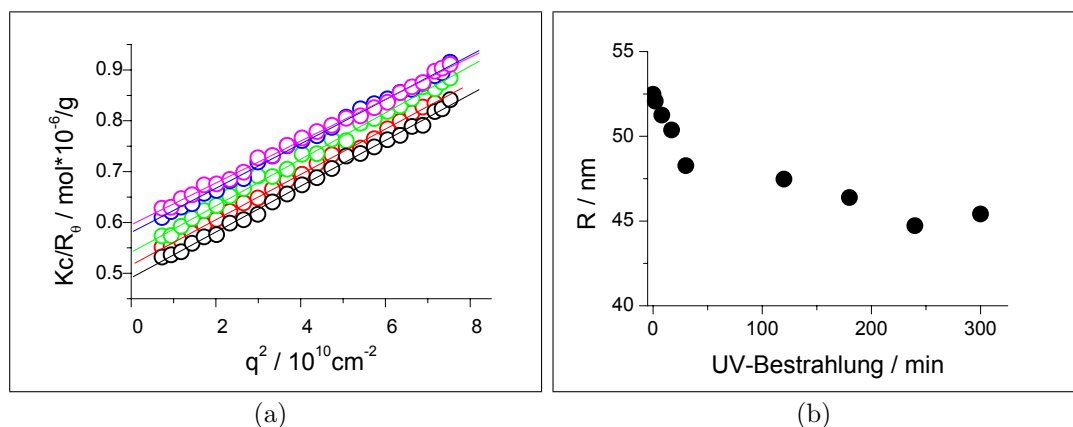 0.9
0.8
0.7
0.6
0.5
Kc/Rθ / mol*10⁻⁶/g
0 2 4 6 8
q² / 10¹⁰cm⁻²
(a)
55
50
45
40
R / nm
0 100 200 300
UV-Bestrahlung / min
(b)